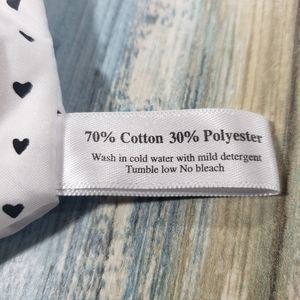 70% Cotton 30% Polyester
Wash in cold water with mild detergent
Tumble low No bleach